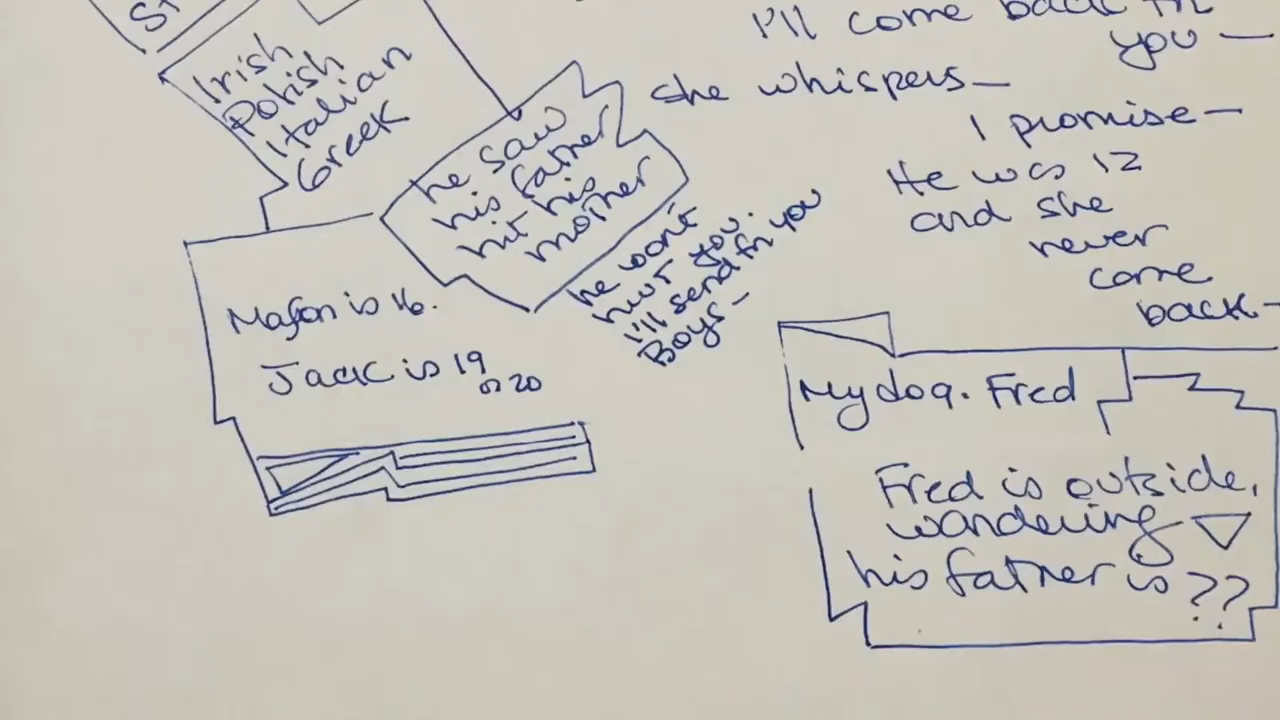 St
Irish
Polish
Italian
Greek
he saw
his father
hit his
mother
he won't
hurt you.
I'll send for you
Boys—
I'll come back for
you —
she whispers—
I promise—
He was 12
and she
never
came
back-
Mason is 16.
Jack is 19
or 20
My dog. Fred
Fred is outside,
wandering
his father is ??